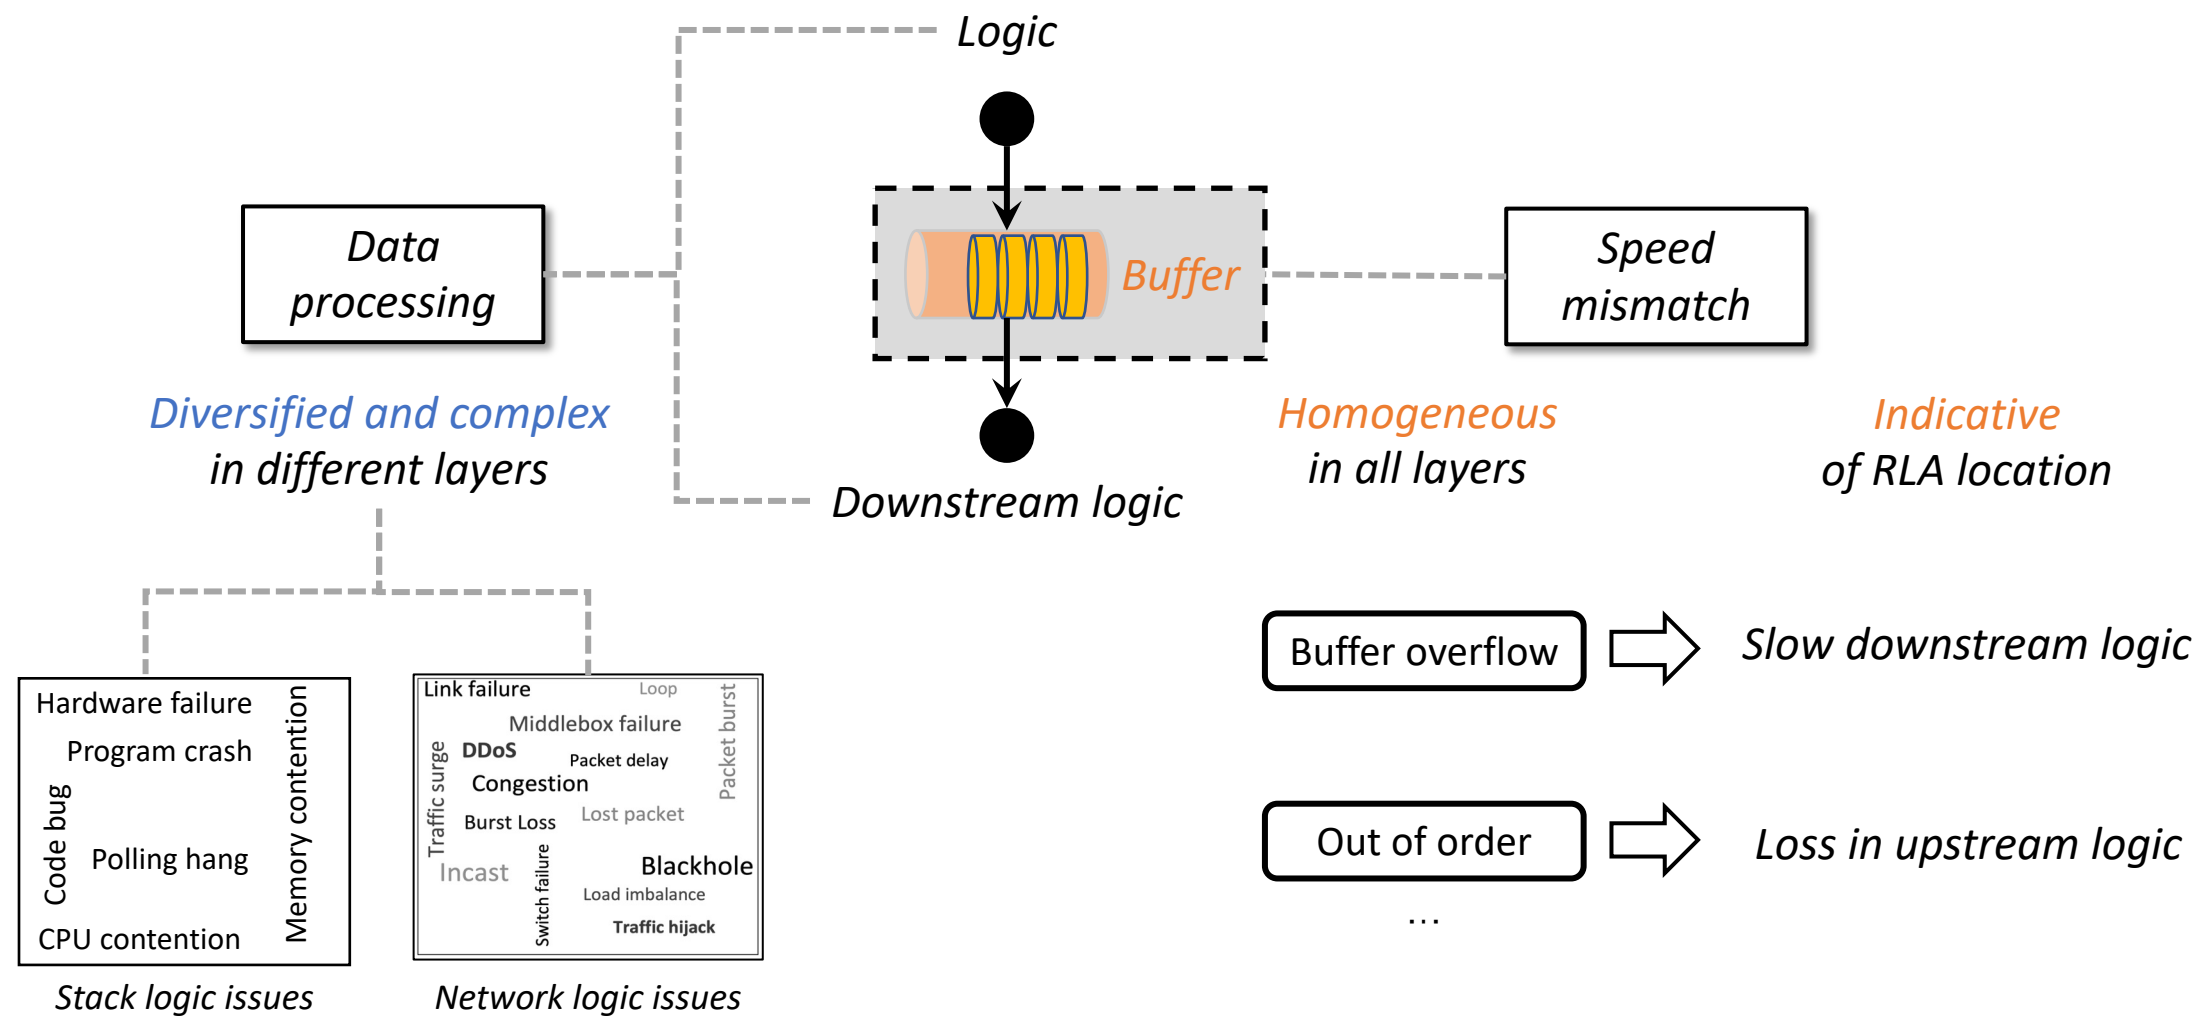 Logic
Data
processing
Buffer
Speed
mismatch
Diversified and complex
in different layers
Homogeneous
in all layers
Indicative
of RLA location
Downstream logic
Buffer overflow
Slow downstream logic
Out of order
Loss in upstream logic
...
Hardware failure
Program crash
Code bug
Polling hang
Memory contention
CPU contention
Stack logic issues
Link failure
Loop
Middlebox failure
Packet burst
DDoS
Packet delay
Traffic surge
Congestion
Lost packet
Burst Loss
Incast
Switch failure
Blackhole
Load imbalance
Traffic hijack
Network logic issues